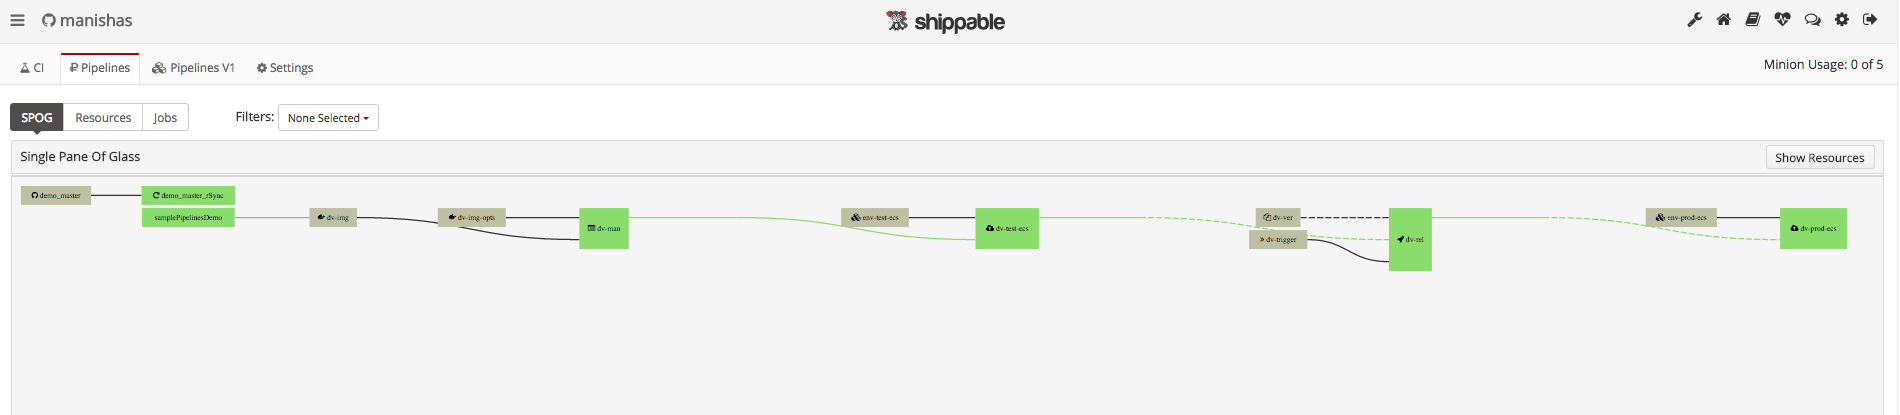 manishas
shippable
CI Pipelines Pipelines V1 Settings Minion Usage: 0 of 5
SPOG Resources Jobs Filters: None Selected
Single Pane Of Glass Show Resources
demo_master demo_master_rSync
samplePipelinesDemo dv-img dv-img-opts dv-man env-test-ecs dv-test-ecs dv-ver dv-rel env-prod-ecs dv-prod-ecs
dv-trigger